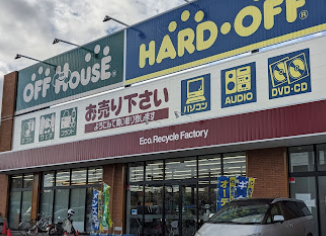 OFF HOUSE®
HARD·OFF
お売り下さい
パソコン
AUDIO
DVD·CD
Eco.Recycle Factory